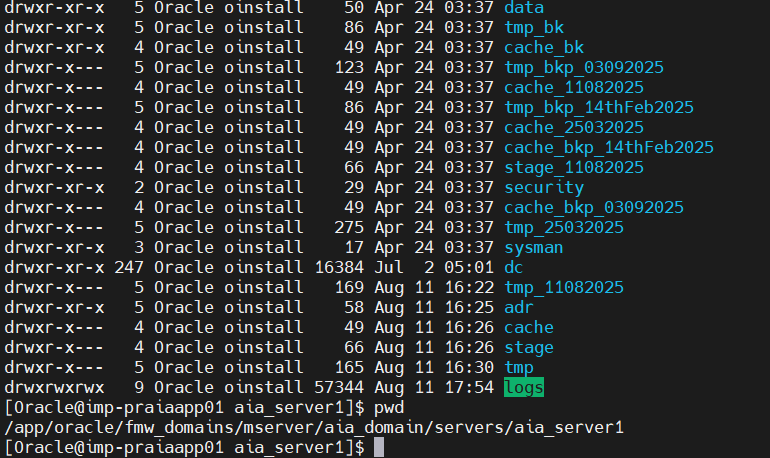 drwxr-xr-x   5 Oracle oinstall    50 Apr 24 03:37 data
drwxr-xr-x   5 Oracle oinstall    86 Apr 24 03:37 tmp_bk
drwxr-xr-x   4 Oracle oinstall    49 Apr 24 03:37 cache_bk
drwxr-x---   5 Oracle oinstall   123 Apr 24 03:37 tmp_bkp_03092025
drwxr-x---   4 Oracle oinstall    49 Apr 24 03:37 cache_11082025
drwxr-x---   5 Oracle oinstall    86 Apr 24 03:37 tmp_bkp_14thFeb2025
drwxr-x---   4 Oracle oinstall    49 Apr 24 03:37 cache_25032025
drwxr-x---   4 Oracle oinstall    49 Apr 24 03:37 cache_bkp_14thFeb2025
drwxr-x---   4 Oracle oinstall    66 Apr 24 03:37 stage_11082025
drwxr-xr-x   2 Oracle oinstall    29 Apr 24 03:37 security
drwxr-x---   4 Oracle oinstall    49 Apr 24 03:37 cache_bkp_03092025
drwxr-x---   5 Oracle oinstall   275 Apr 24 03:37 tmp_25032025
drwxr-xr-x   3 Oracle oinstall    17 Apr 24 03:37 sysman
drwxr-xr-x 247 Oracle oinstall 16384 Jul  2 05:01 dc
drwxr-x---   5 Oracle oinstall   169 Aug 11 16:22 tmp_11082025
drwxr-xr-x   5 Oracle oinstall    58 Aug 11 16:25 adr
drwxr-x---   4 Oracle oinstall    49 Aug 11 16:26 cache
drwxr-x---   4 Oracle oinstall    66 Aug 11 16:26 stage
drwxr-x---   5 Oracle oinstall   165 Aug 11 16:30 tmp
drwxrwxrwx   9 Oracle oinstall 57344 Aug 11 17:54 logs
[Oracle@imp-praiaapp01 aia_server1]$ pwd
/app/oracle/fmw_domains/mserver/aia_domain/servers/aia_server1
[Oracle@imp-praiaapp01 aia_server1]$